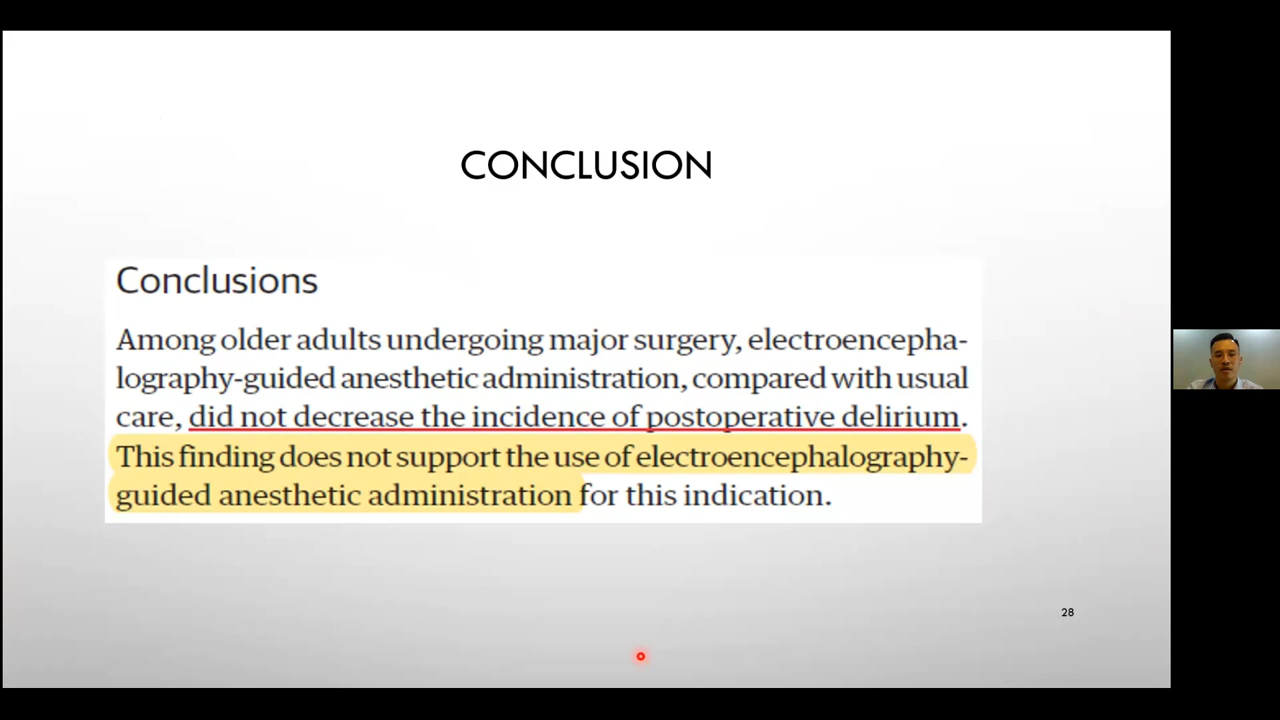 CONCLUSION
Conclusions
Among older adults undergoing major surgery, electroencepha-
lography-guided anesthetic administration, compared with usual
care, did not decrease the incidence of postoperative delirium.
This finding does not support the use of electroencephalography-
guided anesthetic administration for this indication.
28